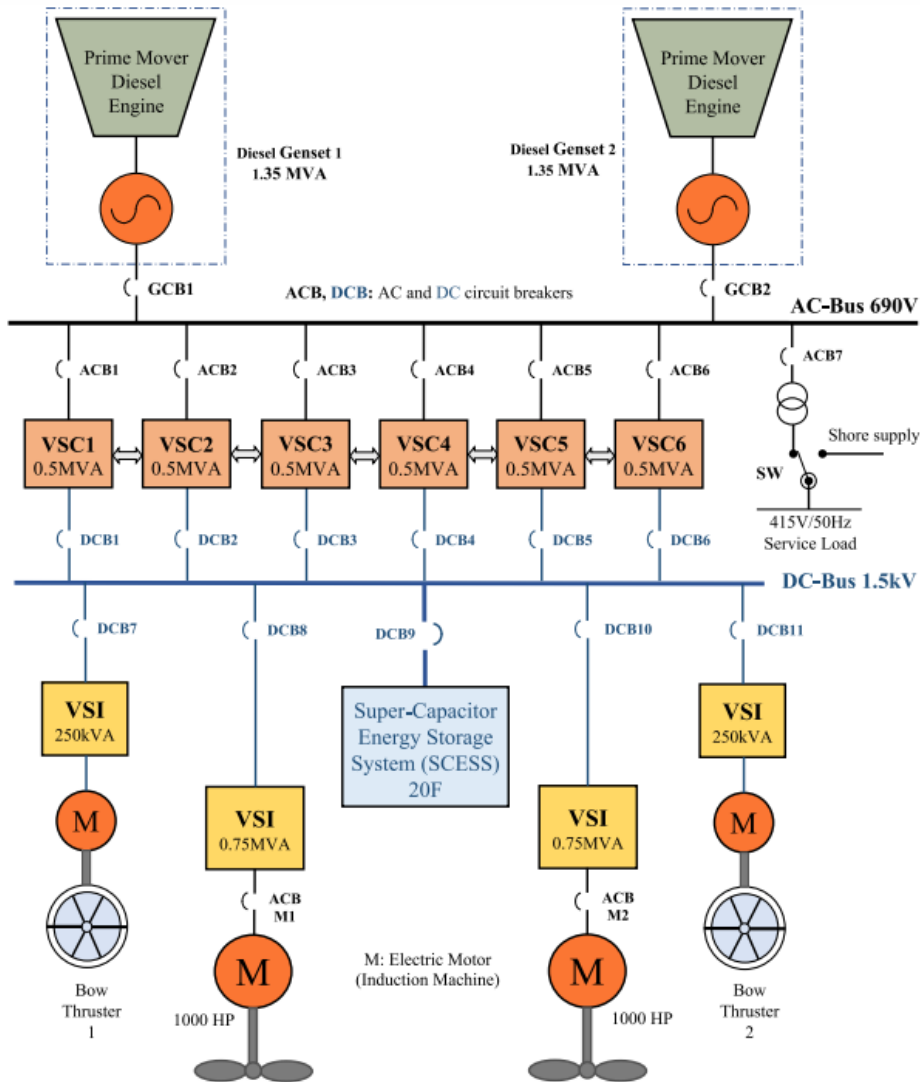 Prime Mover
Diesel
Engine
Diesel Genset 1
1.35 MVA
Prime Mover
Diesel
Engine
Diesel Genset 2
1.35 MVA
GCB1
ACB, DCB: AC and DC circuit breakers
GCB2
AC-Bus 690V
ACB1
ACB2
ACB3
ACB4
ACB5
ACB6
ACB7
VSC1
0.5MVA
VSC2
0.5MVA
VSC3
0.5MVA
VSC4
0.5MVA
VSC5
0.5MVA
VSC6
0.5MVA
Shore supply
SW
415V/50Hz
Service Load
DCB1
DCB2
DCB3
DCB4
DCB5
DCB6
DC-Bus 1.5kV
DCB7
DCB8
DCB9
DCB10
DCB11
VSI
250kVA
Super-Capacitor
Energy Storage
System (SCESS)
20F
VSI
250kVA
VSI
0.75MVA
VSI
0.75MVA
M
M
ACB
M1
ACB
M2
M
M: Electric Motor
(Induction Machine)
M
Bow
Thruster
1
1000 HP
1000 HP
Bow
Thruster
2